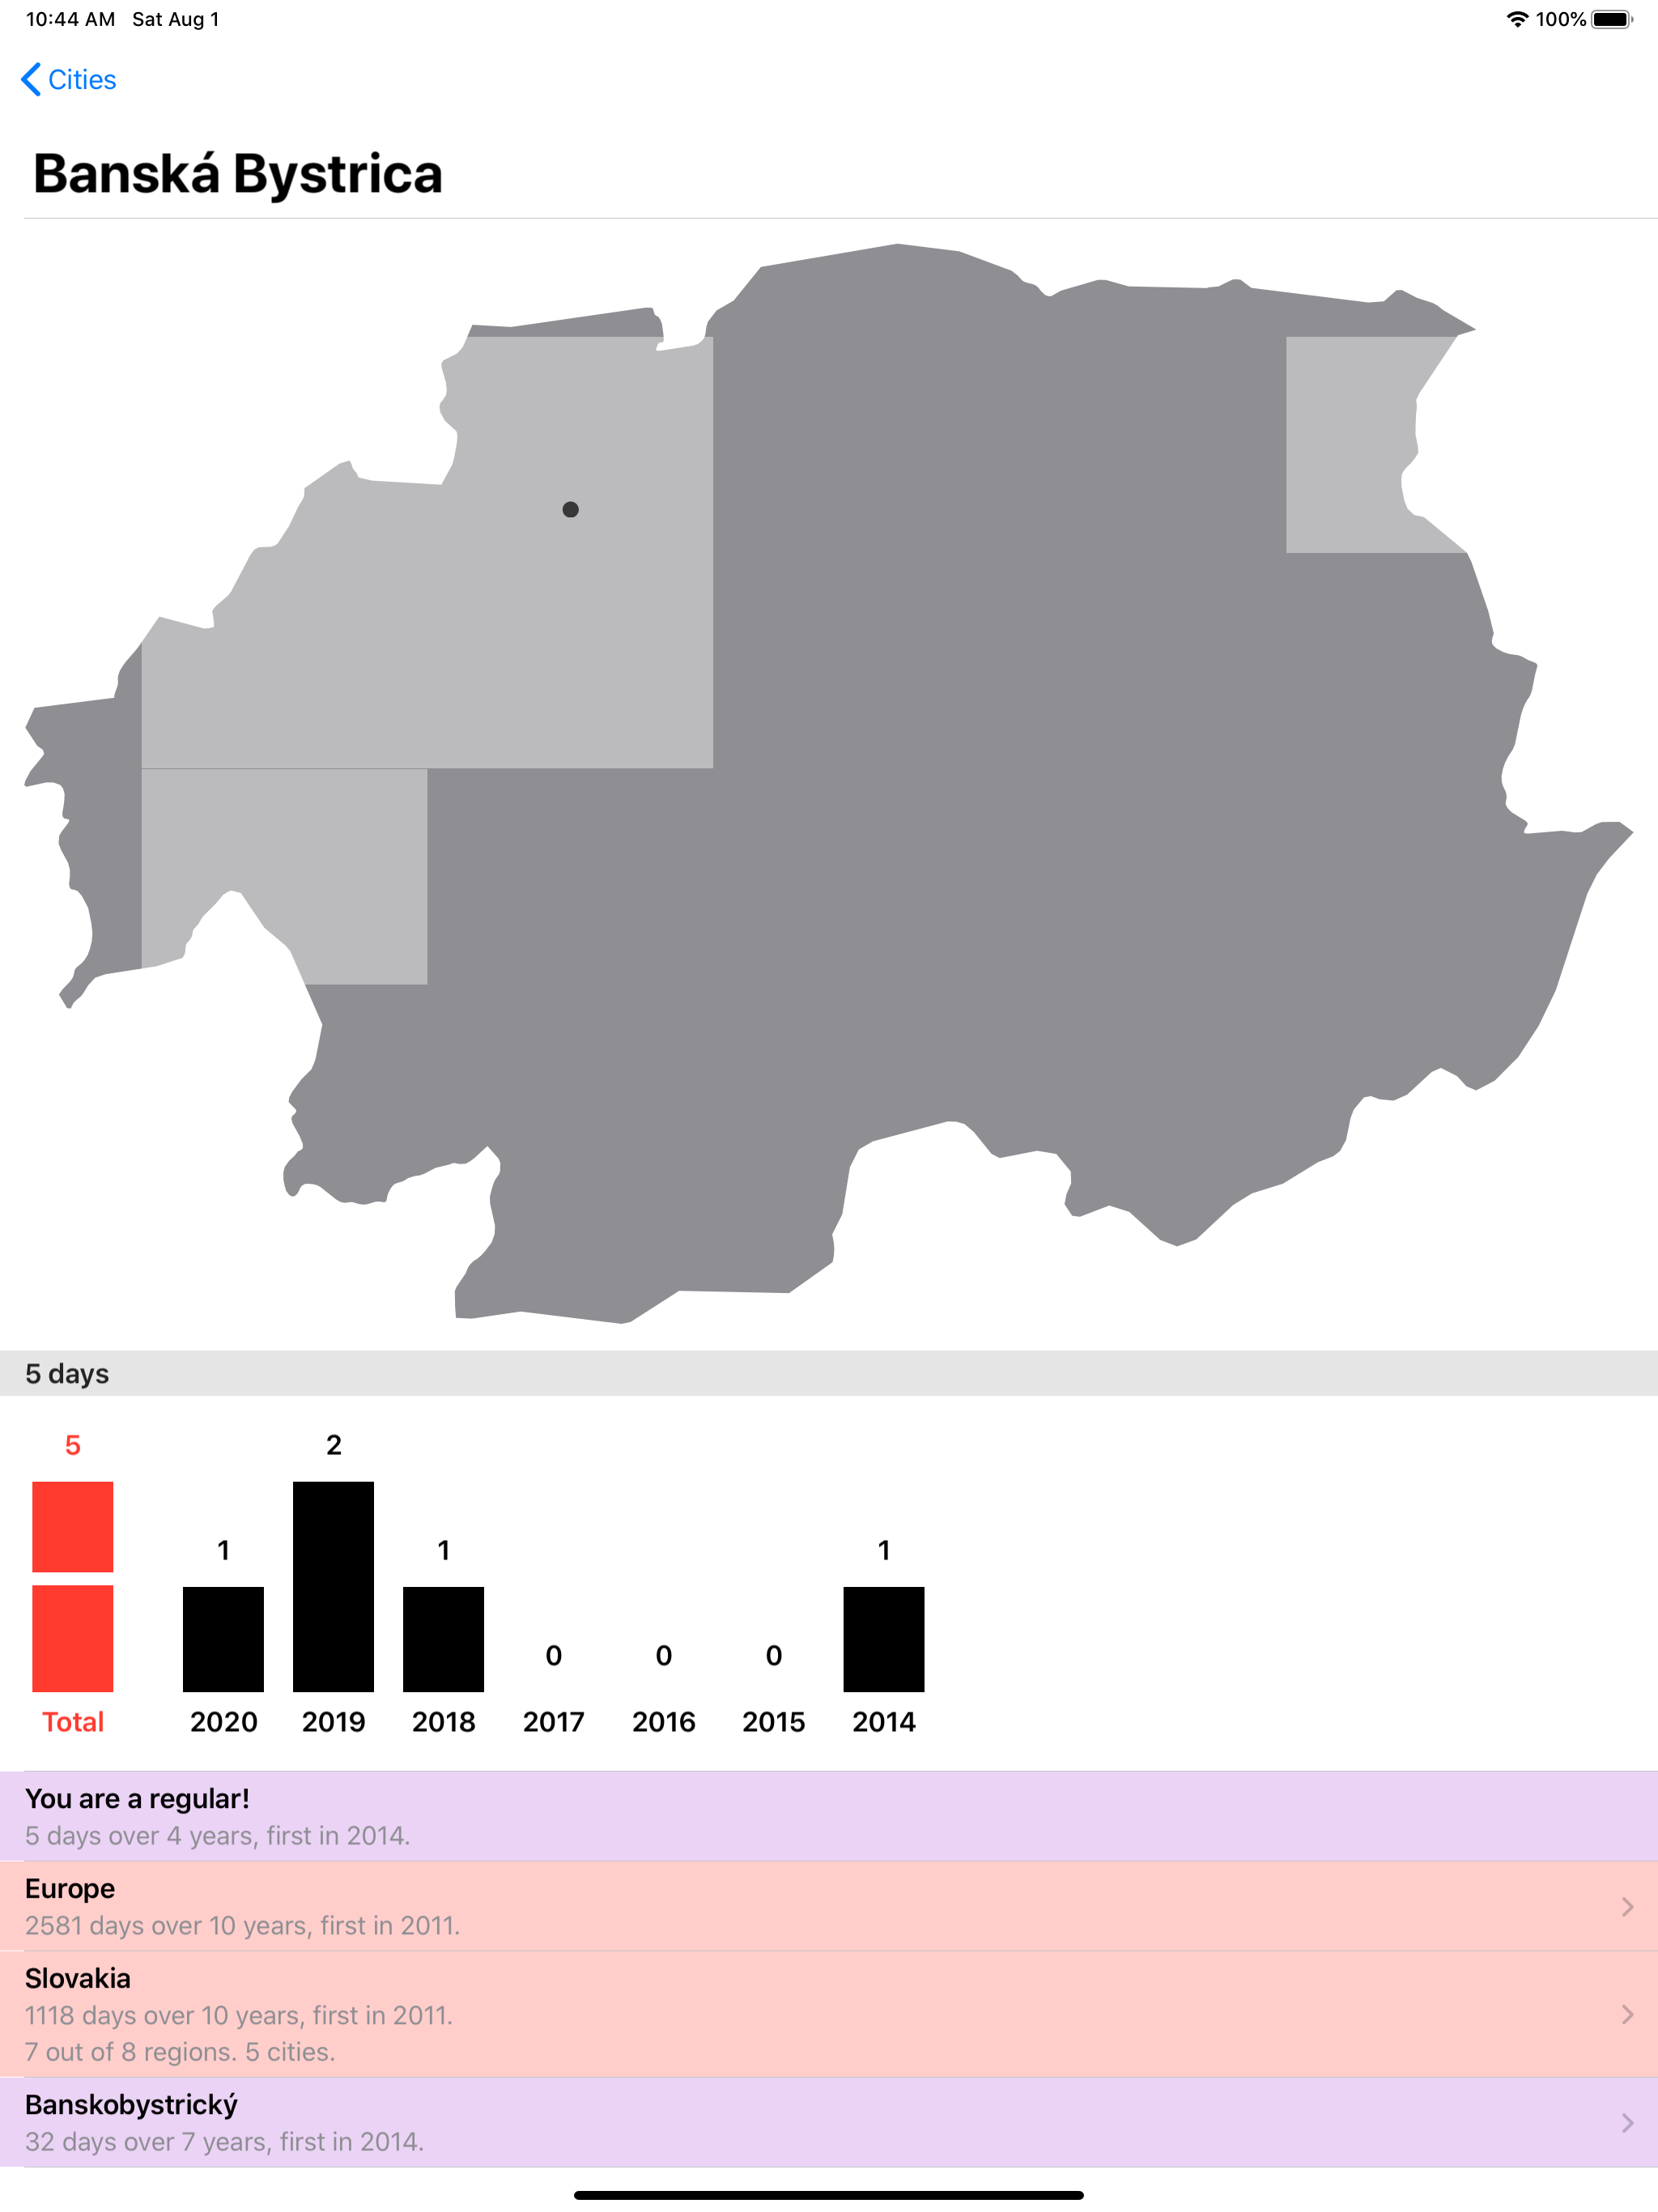 10:44 AM Sat Aug 1 100%
Cities
Banská Bystrica
5 days
5 2
1 1 1
0 0 0
Total 2020 2019 2018 2017 2016 2015 2014
You are a regular!
5 days over 4 years, first in 2014.
Europe
2581 days over 10 years, first in 2011.
Slovakia
1118 days over 10 years, first in 2011.
7 out of 8 regions. 5 cities.
Banskobystrický
32 days over 7 years, first in 2014.